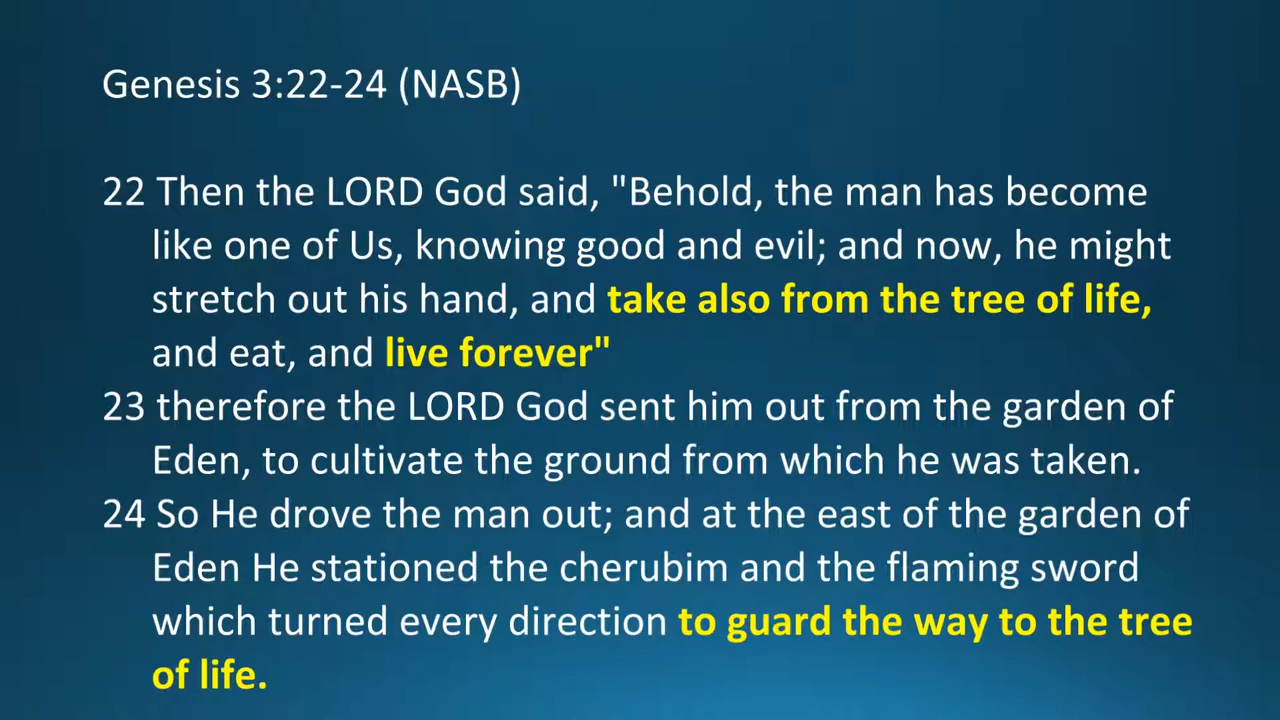 Genesis 3:22-24 (NASB)
22 Then the LORD God said, "Behold, the man has become
like one of Us, knowing good and evil; and now, he might
stretch out his hand, and take also from the tree of life,
and eat, and live forever"
23 therefore the LORD God sent him out from the garden of
Eden, to cultivate the ground from which he was taken.
24 So He drove the man out; and at the east of the garden of
Eden He stationed the cherubim and the flaming sword
which turned every direction to guard the way to the tree
of life.